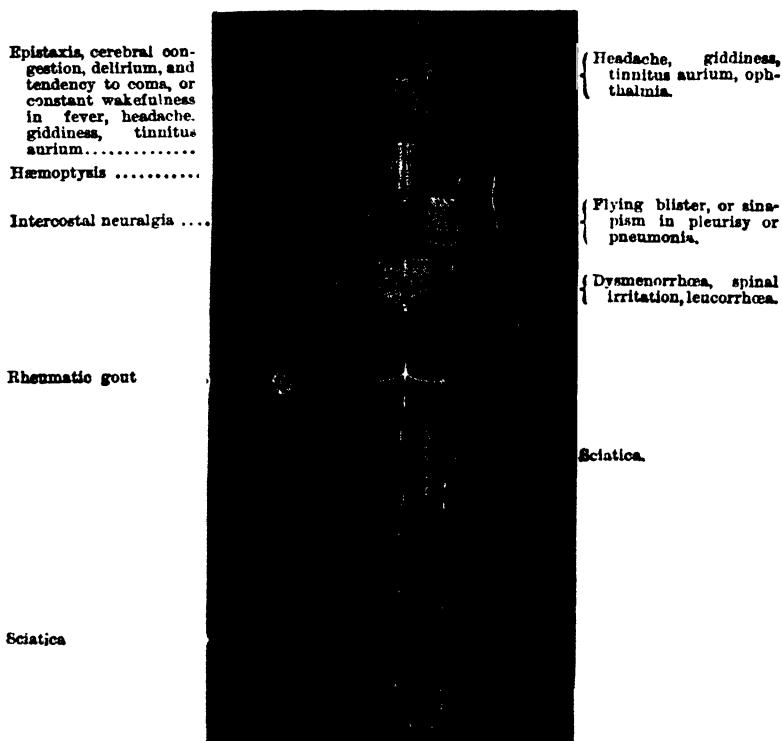 Epistaxis, cerebral con-
gestion, delirium, and
tendency to coma, or
constant wakefulness
in fever, headache.
giddiness, tinnitus
aurium..............
Hæmoptysis ..........
Intercostal neuralgia ....
Rheumatic gout
Sciatica
Headache, giddiness,
tinnitus aurium, oph-
thalmia.
Flying blister, or sina-
pism in pleurisy or
pneumonia.
Dysmenorrhœa, spinal
irritation, leucorrhœa.
Sciatica.